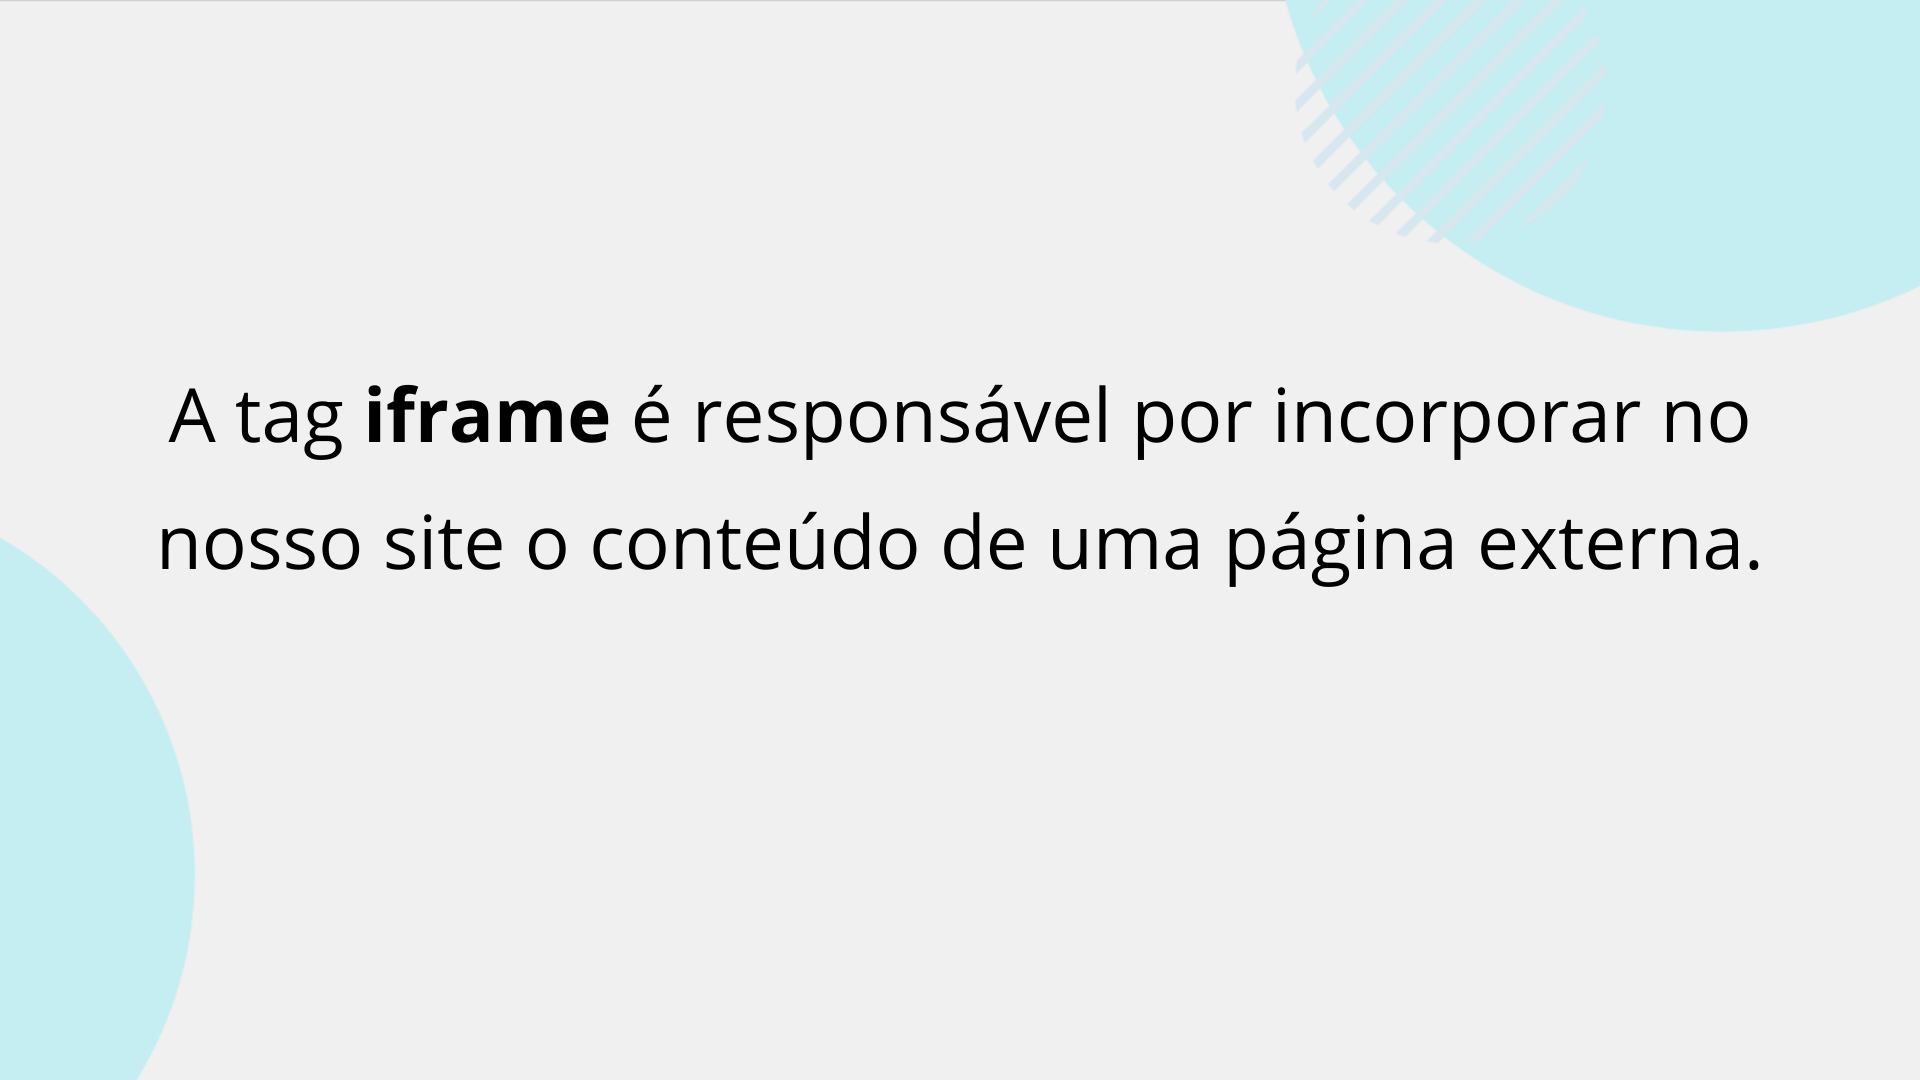 A tag iframe é responsável por incorporar no
nosso site o conteúdo de uma página externa.